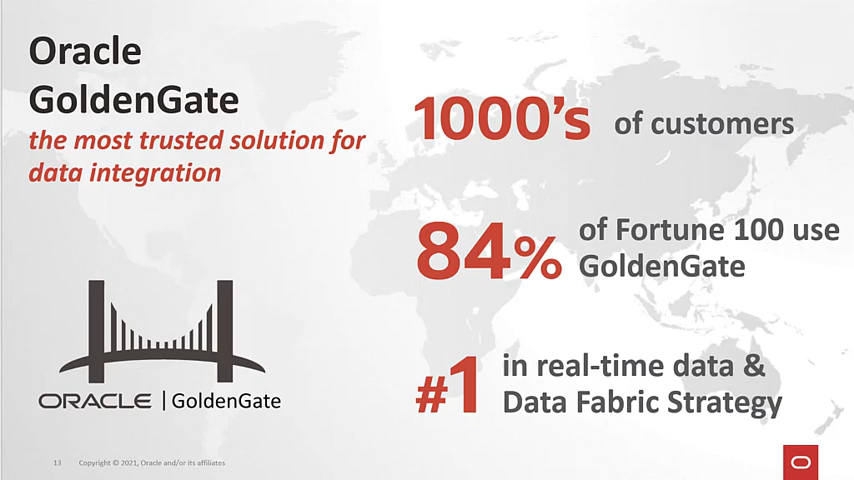 Oracle
GoldenGate
the most trusted solution for
data integration
1000's of customers
84% of Fortune 100 use
GoldenGate
#1 in real-time data &
Data Fabric Strategy
ORACLE | GoldenGate
13 Copyright © 2021, Oracle and/or its affiliates